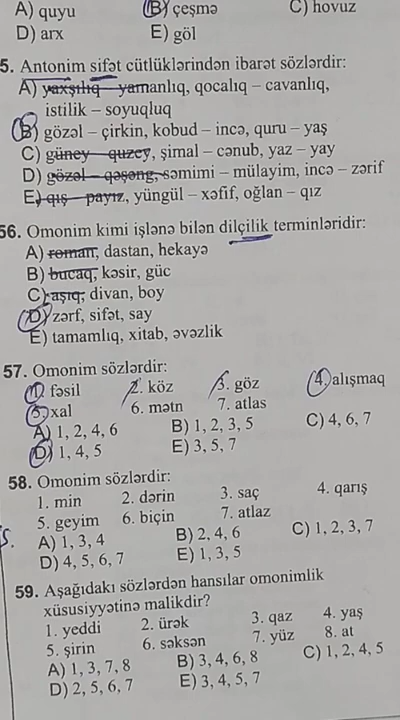 A) quyu B) çeşmə C) hovuz
D) arx E) göl
5. Antonim sifət cütlüklərindən ibarət sözlərdir:
A) yaxşılıq – yamanlıq, qocalıq – cavanlıq,
istilik – soyuqluq
B) gözəl – çirkin, kobud – incə, quru – yaş
C) güney – quzey, şimal – cənub, yaz – yay
D) gözəl – qəşəng, səmimi – mülayim, incə – zərif
E) qış – payız, yüngül – xəfif, oğlan – qız
56. Omonim kimi işlənə bilən dilçilik terminləridir:
A) roman, dastan, hekayə
B) bucaq, kəsir, güc
C) aşıq, divan, boy
D) zərf, sifət, say
E) tamamlıq, xitab, əvəzlik
57. Omonim sözlərdir:
1. fəsil 2. köz 3. göz 4. alışmaq
5. xal 6. mətn 7. atlas
A) 1, 2, 4, 6 B) 1, 2, 3, 5 C) 4, 6, 7
D) 1, 4, 5 E) 3, 5, 7
58. Omonim sözlərdir:
1. min 2. dərin 3. saç 4. qarış
5. geyim 6. biçin 7. atlaz
A) 1, 3, 4 B) 2, 4, 6 C) 1, 2, 3, 7
D) 4, 5, 6, 7 E) 1, 3, 5
59. Aşağıdakı sözlərdən hansılar omonimlik
xüsusiyyətinə malikdir?
1. yeddi 2. ürək 3. qaz 4. yaş
5. şirin 6. səksən 7. yüz 8. at
A) 1, 3, 7, 8 B) 3, 4, 6, 8 C) 1, 2, 4, 5
D) 2, 5, 6, 7 E) 3, 4, 5, 7